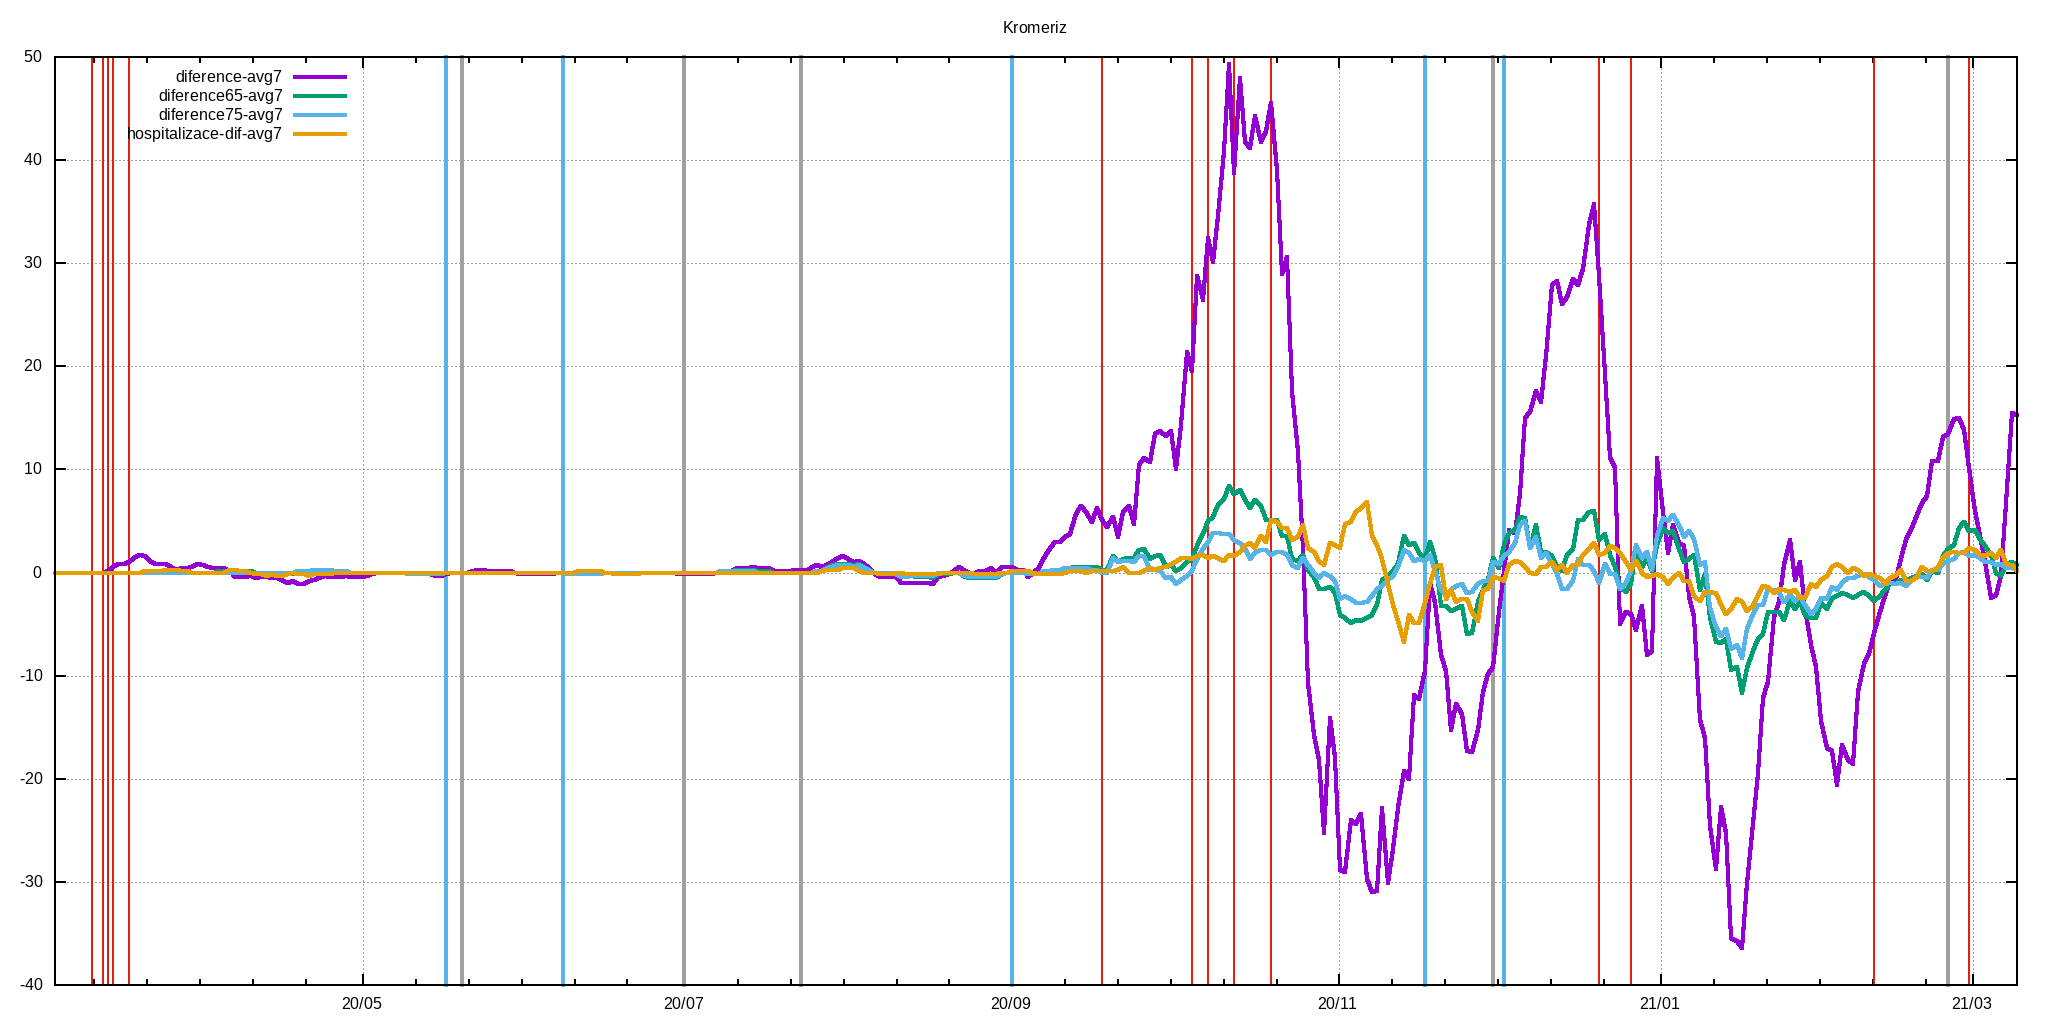 Kromeriz
diference-avg7
diference65-avg7
diference75-avg7
hospitalizace-dif-avg7
50
40
30
20
10
0
-10
-20
-30
-40
20/05 20/07 20/09 20/11 21/01 21/03